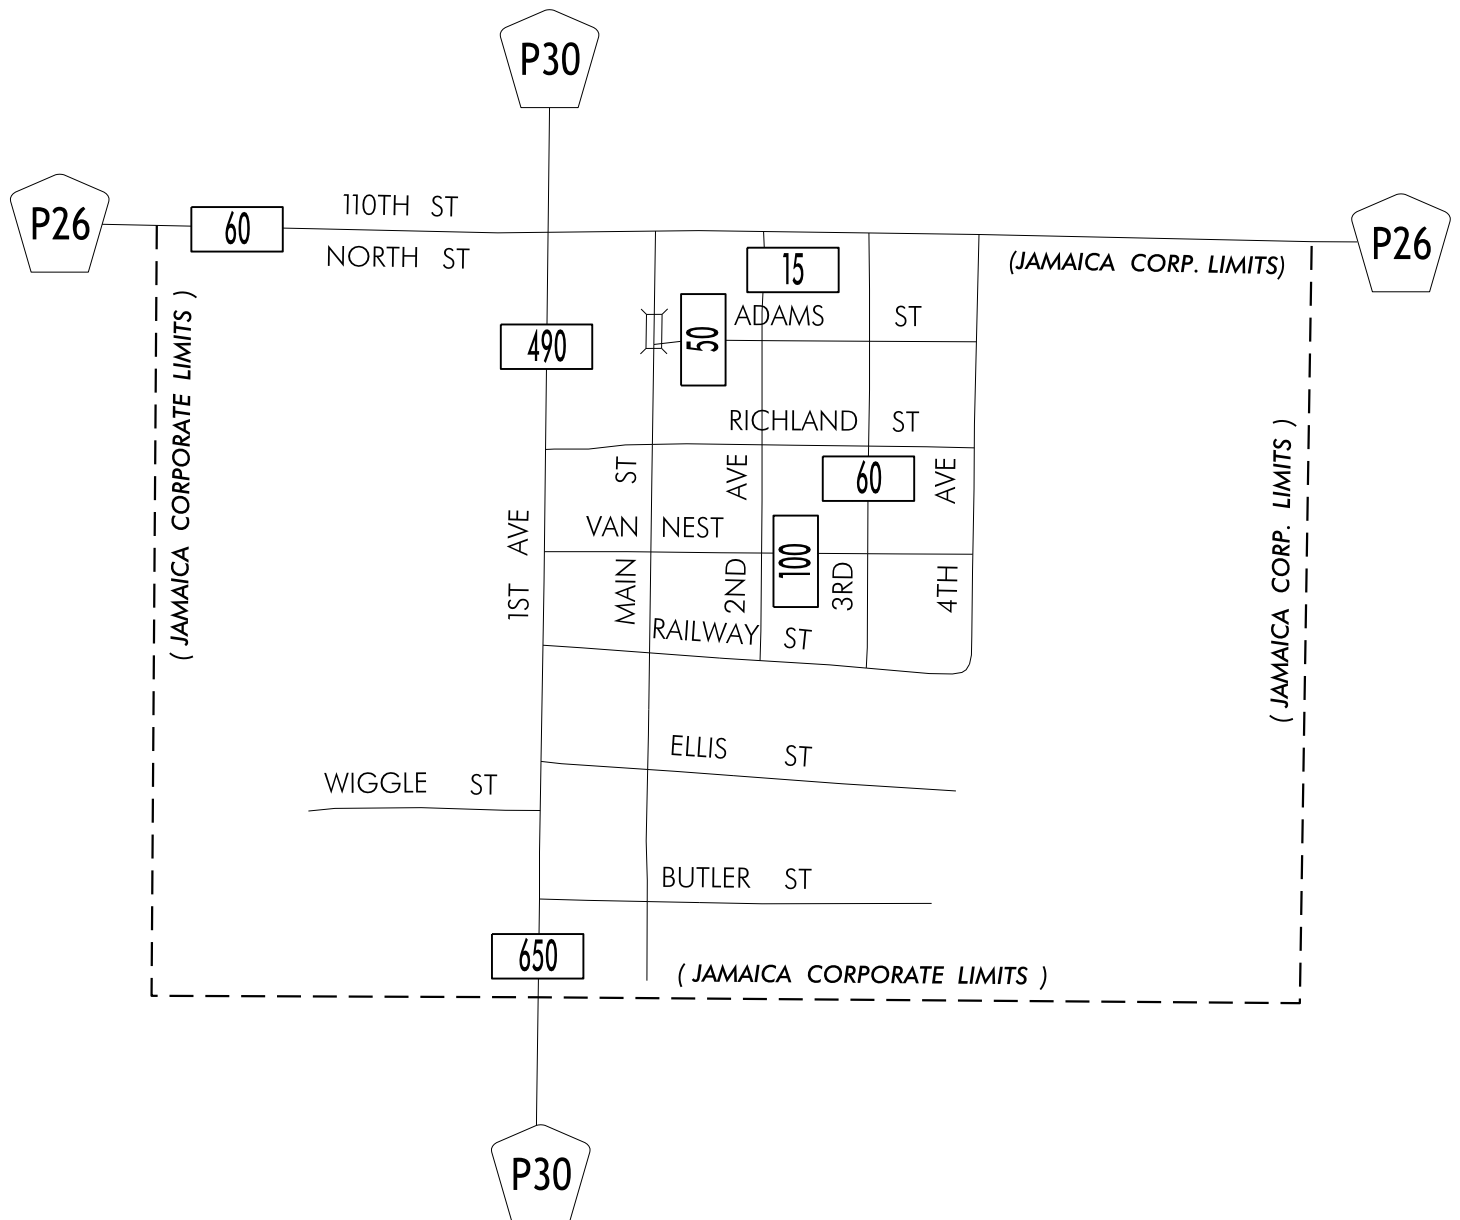 P30
P26
60
110TH ST
NORTH ST
P26
(JAMAICA CORP. LIMITS)
15
ADAMS ST
50
490
( JAMAICA CORPORATE LIMITS )
RICHLAND ST
60
1ST AVE
MAIN ST
2ND AVE
3RD
4TH AVE
VAN NEST
100
( JAMAICA CORP. LIMITS )
RAILWAY ST
ELLIS ST
WIGGLE ST
BUTLER ST
650
( JAMAICA CORPORATE LIMITS )
P30